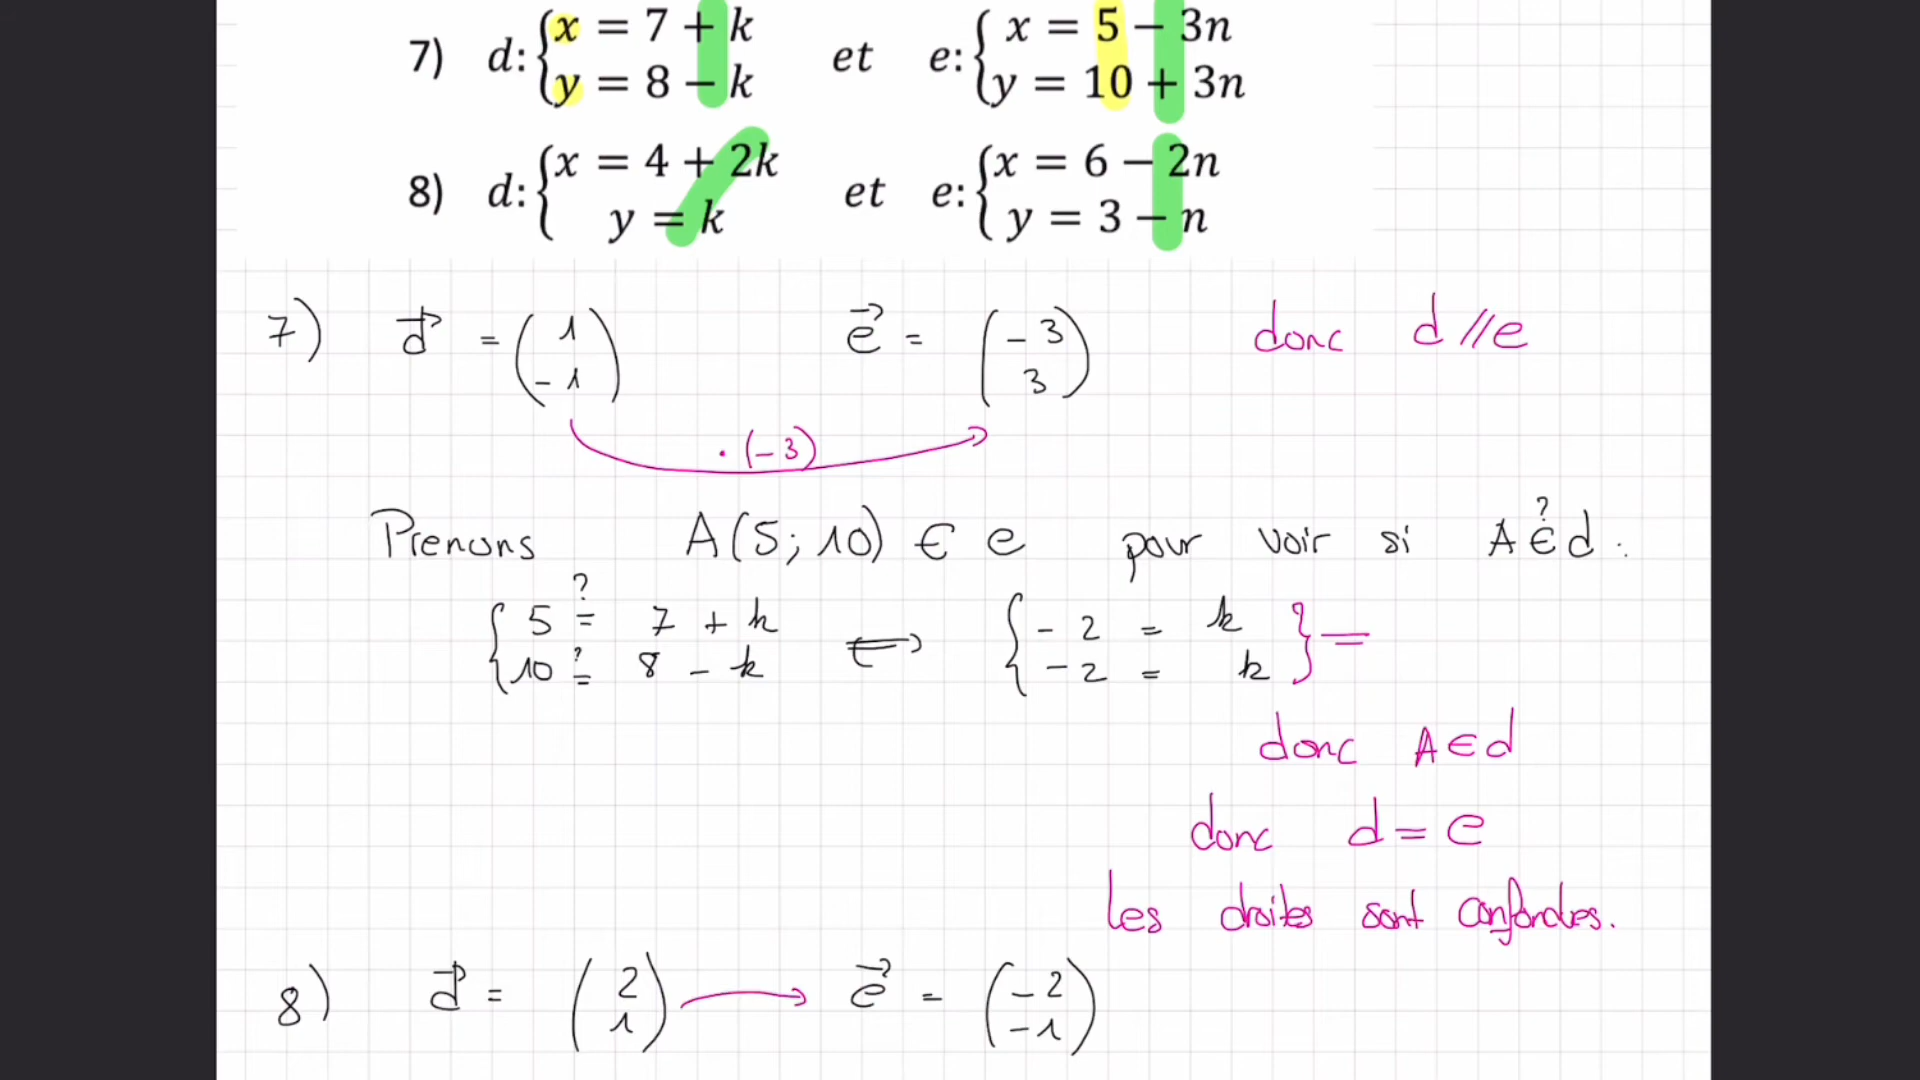 7) d: { x = 7 + k
y = 8 − k et e: { x = 5 − 3n
y = 10 + 3n
8) d: { x = 4 + 2k
y = k et e: { x = 6 − 2n
y = 3 − n
7) d⃗ = ( 1
-1 ) e⃗ = ( -3
3 ) donc d // e
· (-3)
Prenons A(5; 10) ∈ e pour voir si A ∈? d.
{ 5 =? 7 + k
10 =? 8 - k ⟺ { -2 = k
-2 = k } =
donc A ∈ d
donc d = e
les droites sont confondues.
8) d⃗ = ( 2
1 ) → e⃗ = ( -2
-1 )